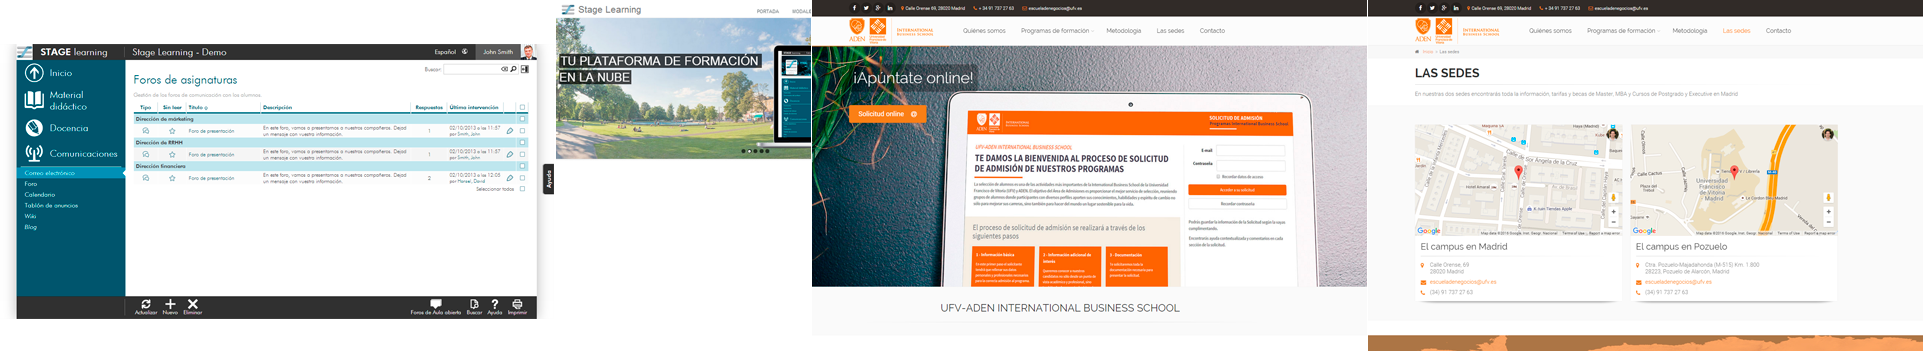 STAGE learning
Stage Learning - Demo
Español
John Smith
Inicio
Material didáctico
Docencia
Comunicaciones
Correo electrónico
Foro
Calendario
Tablón de anuncios
Wiki
Blog
Foros de asignaturas
Buscar:
Gestión de los foros de comunicación con los alumnos.
Tipo Sin leer Título Descripción Respuestas Última intervención
Dirección de márketing
Foro de presentación
En este foro, vamos a presentarnos a nuestros compañeros. Dejad
un mensaje con vuestra información.
1
02/10/2013 a las 11:57
por Smith, John
Dirección de RRHH
Foro de presentación
En este foro, vamos a presentarnos a nuestros compañeros. Dejad
un mensaje con vuestra información.
1
02/10/2013 a las 11:57
por Smith, John
Dirección financiera
Foro de presentación
En este foro, vamos a presentarnos a nuestros compañeros. Dejad
un mensaje con vuestra información.
2
02/10/2013 a las 12:05
por Hansel, David
Seleccionar todos
Ayuda
Actualizar Nuevo Eliminar
Foros de Aula abierta Buscar Ayuda Imprimir
Stage Learning
PORTADA
TU PLATAFORMA DE FORMACIÓN
EN LA NUBE
Calle Orense 69, 28020 Madrid
+ 34 91 737 27 63
escueladenegocios@ufv.es
ADEN
INTERNATIONAL
BUSINESS SCHOOL
Quienes somos Programas de formación Metodología Las sedes Contacto
¡Apúntate online!
Solicitud online
ADEN
SOLICITUD DE ADMISIÓN
Programas International Business School
UFV-ADEN INTERNATIONAL BUSINESS SCHOOL
TE DAMOS LA BIENVENIDA AL PROCESO DE SOLICITUD
DE ADMISIÓN DE NUESTROS PROGRAMAS
E-mail
Contraseña
Recordar datos de acceso
Acceder a tu solicitud
Recordar contraseña
El proceso de solicitud de admisión se realizará a través de los
siguientes pasos
1 - Información básica
2 - Información adicional de
interés
3 - Documentación
UFV-ADEN INTERNATIONAL BUSINESS SCHOOL
Calle Orense 69, 28020 Madrid
+ 34 91 737 27 63
escueladenegocios@ufv.es
ADEN
INTERNATIONAL
BUSINESS SCHOOL
Quienes somos Programas de formación Metodología Las sedes Contacto
Inicio > Las sedes
LAS SEDES
En nuestras dos sedes encontrarás toda la información, tarifas y becas de Master, MBA y Cursos de Postgrado y Executive en Madrid.
Google
El campus en Madrid
Calle Orense, 69
28020 Madrid
escueladenegocios@ufv.es
(34) 91 737 27 63
Universidad
Francisco
de Vitoria
Madrid
Google
El campus en Pozuelo
Ctra. Pozuelo-Majadahonda (M-515) Km. 1.800
28223, Pozuelo de Alarcón, Madrid
escueladenegocios@ufv.es
(34) 91 737 27 63